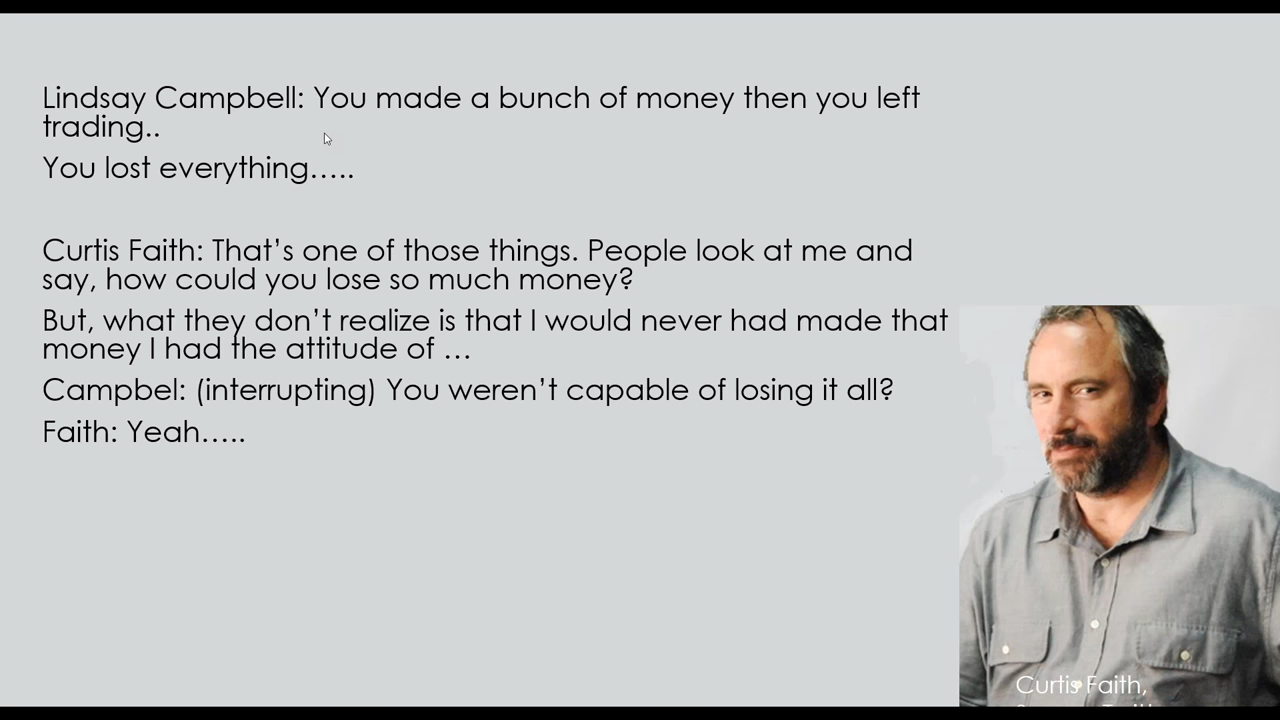 Lindsay Campbell: You made a bunch of money then you left
trading..
You lost everything…..
Curtis Faith: That’s one of those things. People look at me and
say, how could you lose so much money?
But, what they don’t realize is that I would never had made that
money I had the attitude of …
Campbel: (interrupting) You weren’t capable of losing it all?
Faith: Yeah…..
Curtis Faith,